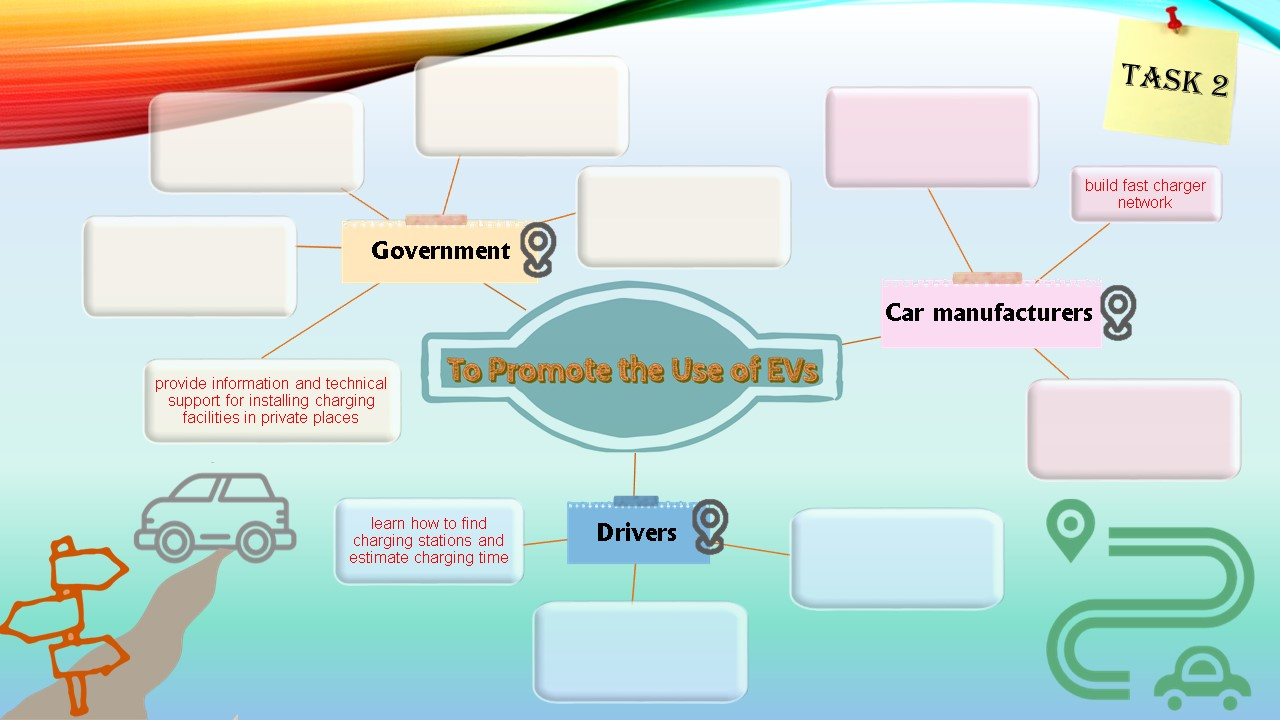 TASK 2
build fast charger
network
Government
Car manufacturers
To Promote the Use of EVs
provide information and technical
support for installing charging
facilities in private places
learn how to find
charging stations and
estimate charging time
Drivers